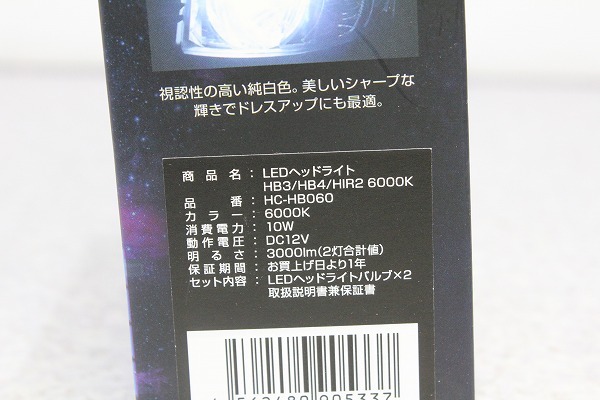 視認性の高い純白色。美しいシャープな
輝きでドレスアップにも最適。
商品名：LEDヘッドライト
HB3/HB4/HIR2 6000K
品番：HC-HB060
カラー：6000K
消費電力：10W
動作電圧：DC12V
明るさ：3000lm(2灯合計値)
保証期間：お買上げ日より1年
セット内容：LEDヘッドライトバルブ×2
取扱説明書兼保証書